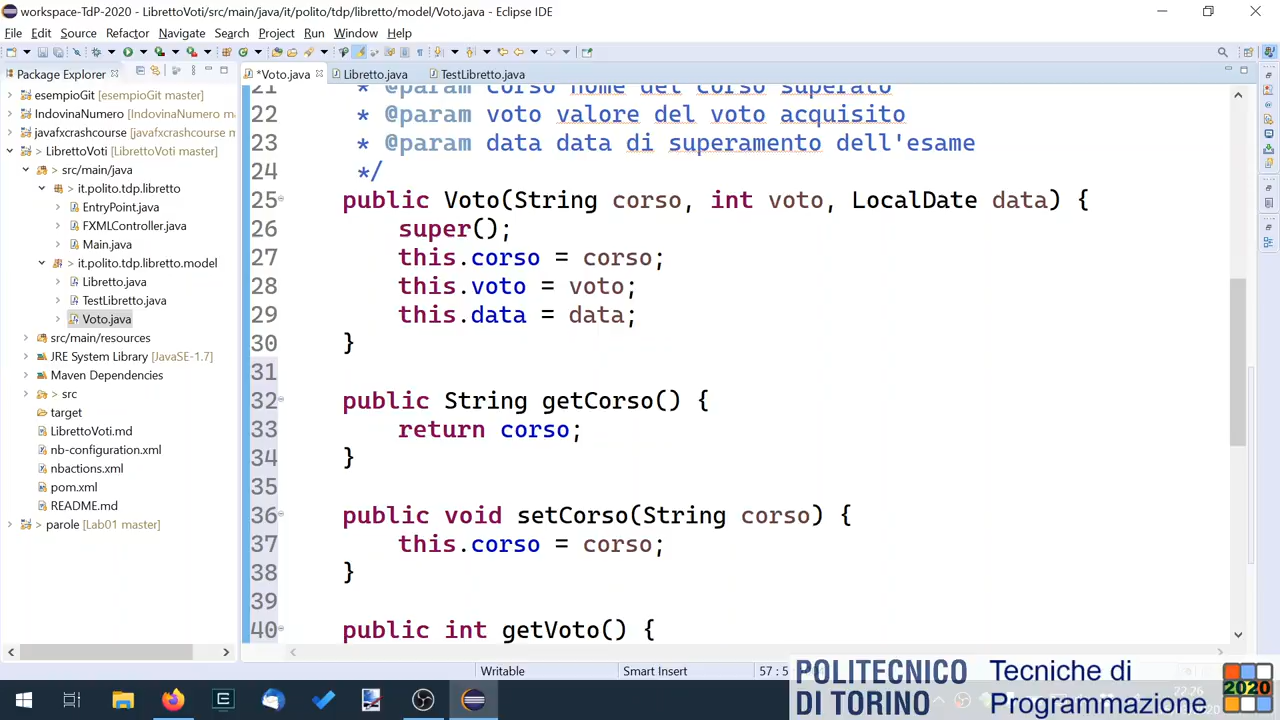 workspace-TdP-2020 - LibrettoVoti/src/main/java/it/polito/tdp/libretto/model/Voto.java - Eclipse IDE
File Edit Source Refactor Navigate Search Project Run Window Help
Package Explorer
*Voto.java Libretto.java TestLibretto.java
esempioGit [esempioGit master]
IndovinaNumero [IndovinaNumero m
javafxcrashcourse [javafxcrashcourse m
> LibrettoVoti [LibrettoVoti master]
> src/main/java
> it.polito.tdp.libretto
> EntryPoint.java
> FXMLController.java
> Main.java
> it.polito.tdp.libretto.model
Libretto.java
TestLibretto.java
Voto.java
src/main/resources
JRE System Library [JavaSE-1.7]
Maven Dependencies
> src
target
LibrettoVoti.md
nb-configuration.xml
nbactions.xml
pom.xml
README.md
> parole [Lab01 master]
21 * @param corso nome del corso superato
22 * @param voto valore del voto acquisito
23 * @param data data di superamento dell'esame
24 */
25 public Voto(String corso, int voto, LocalDate data) {
26 super();
27 this.corso = corso;
28 this.voto = voto;
29 this.data = data;
30 }
31
32 public String getCorso() {
33 return corso;
34 }
35
36 public void setCorso(String corso) {
37 this.corso = corso;
38 }
39
40 public int getVoto() {
Writable Smart Insert 57 : 5
POLITECNICO
DI TORINO
Tecniche di
Programmazione
2020